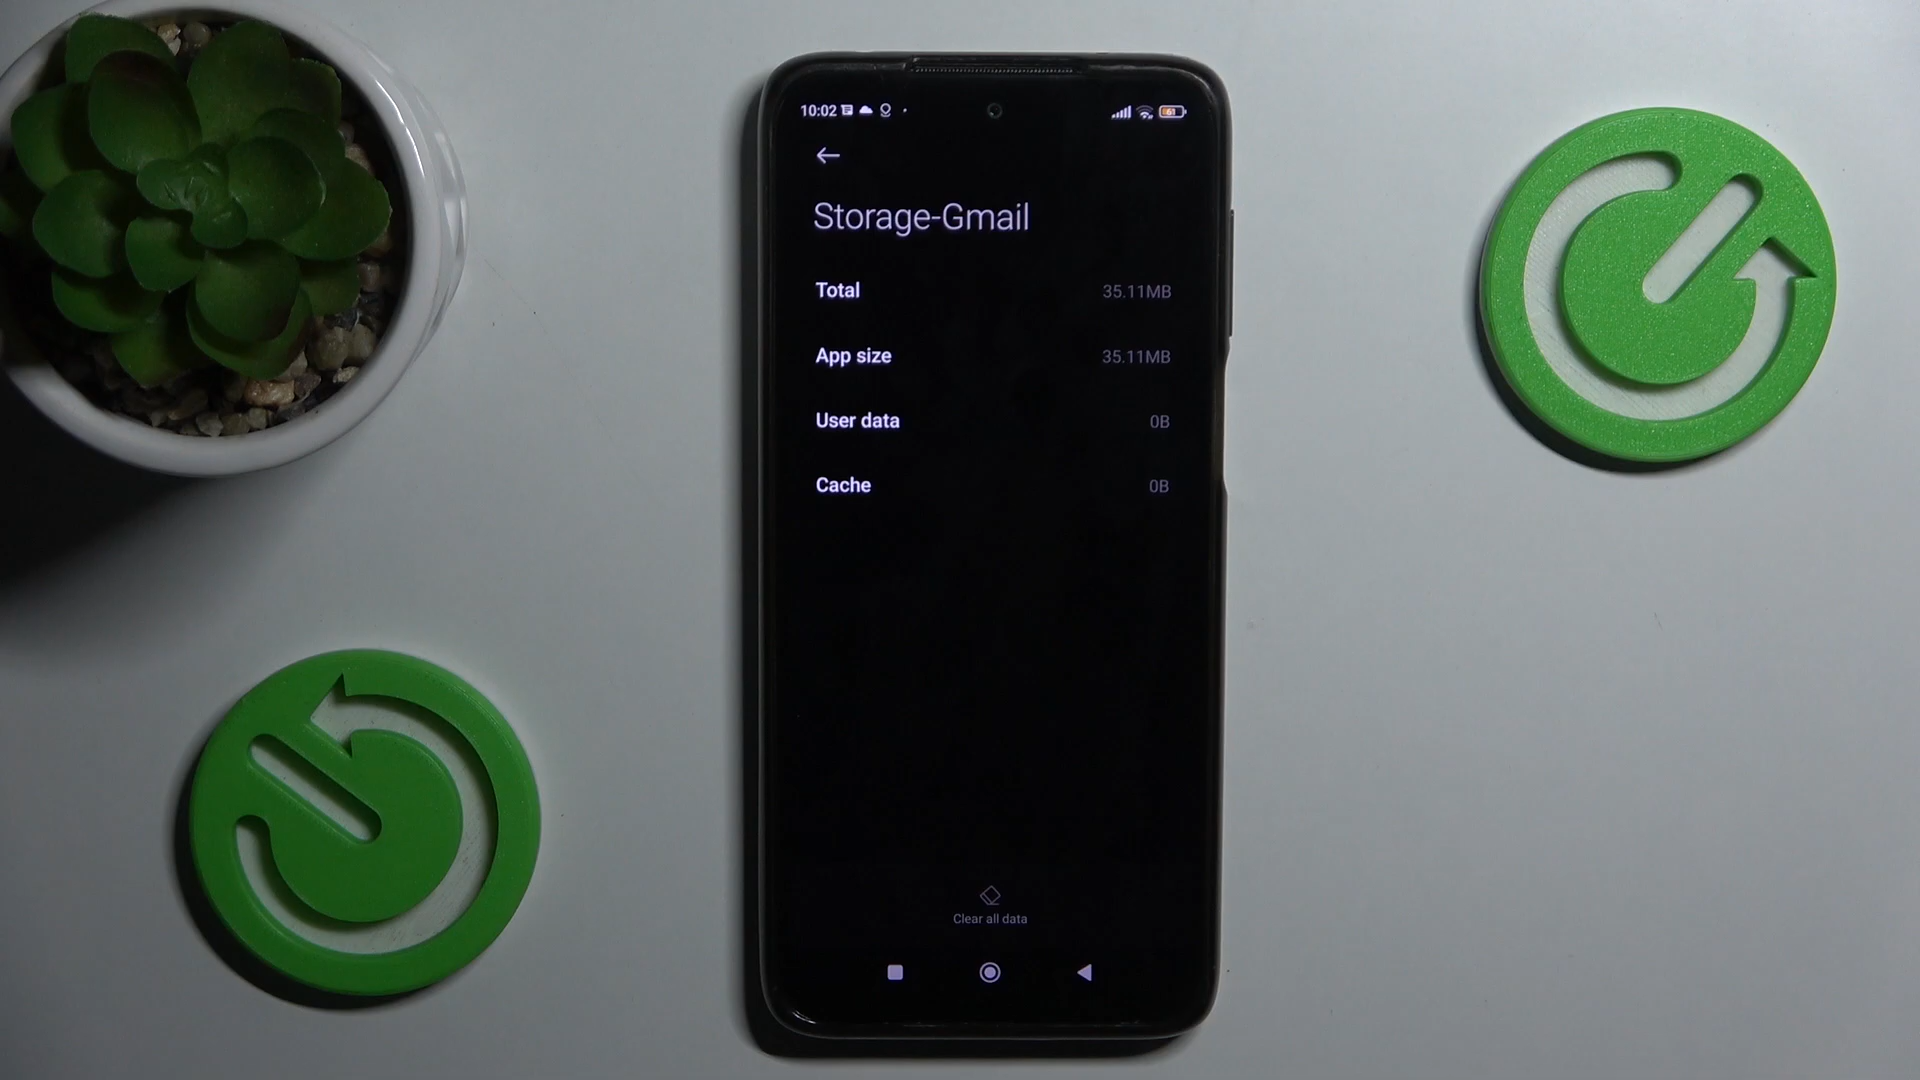 10:02
61
Storage-Gmail
Total 35.11MB
App size 35.11MB
User data 0B
Cache 0B
Clear all data